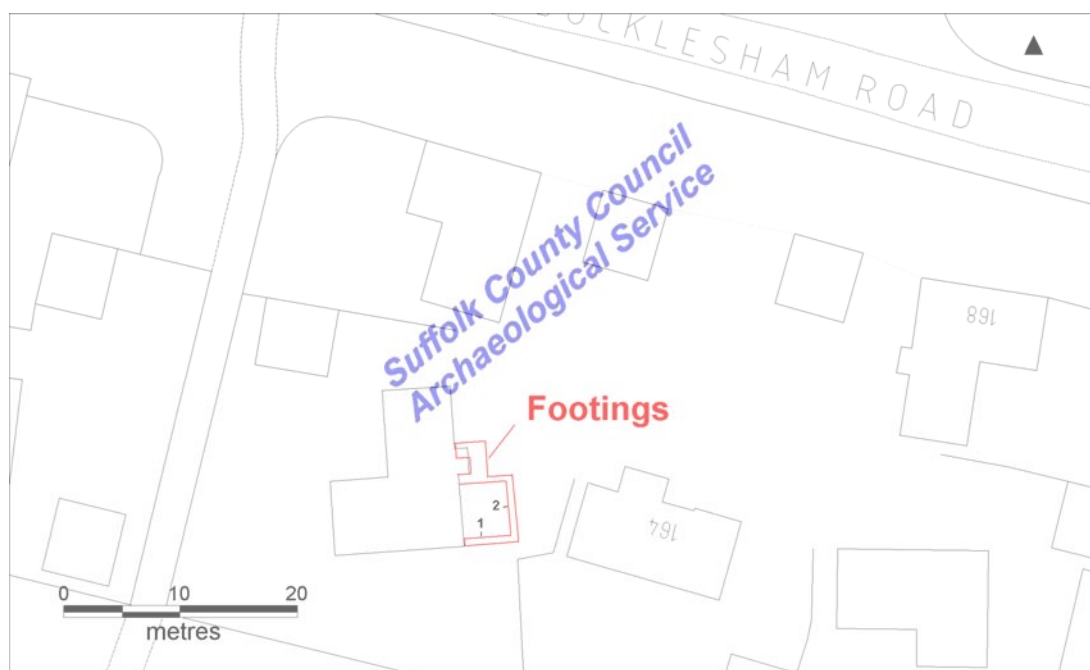 BUCKLESHAM ROAD
Suffolk County Council
Archaeological Service
168
Footings
2
1
164
0 10 20
metres